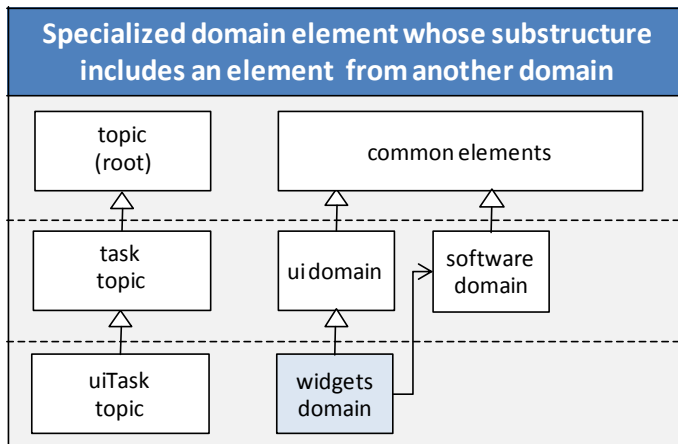 Specialized domain element whose substructure
includes an element from another domain
topic
(root)
common elements
task
topic
ui domain
software
domain
uiTask
topic
widgets
domain